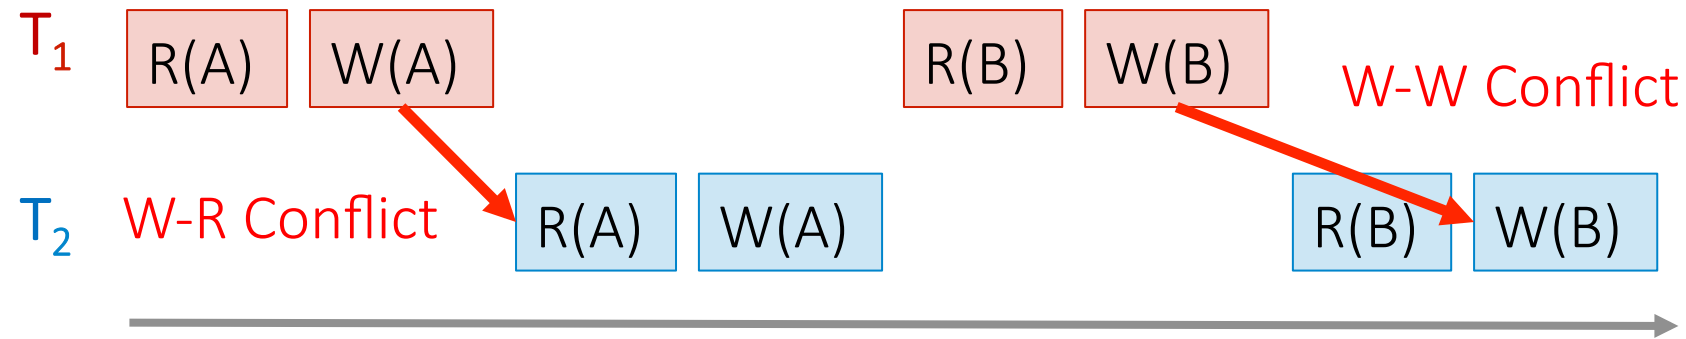 T1 R(A) W(A) R(B) W(B)
W-W Conflict
T2 W-R Conflict R(A) W(A) R(B) W(B)